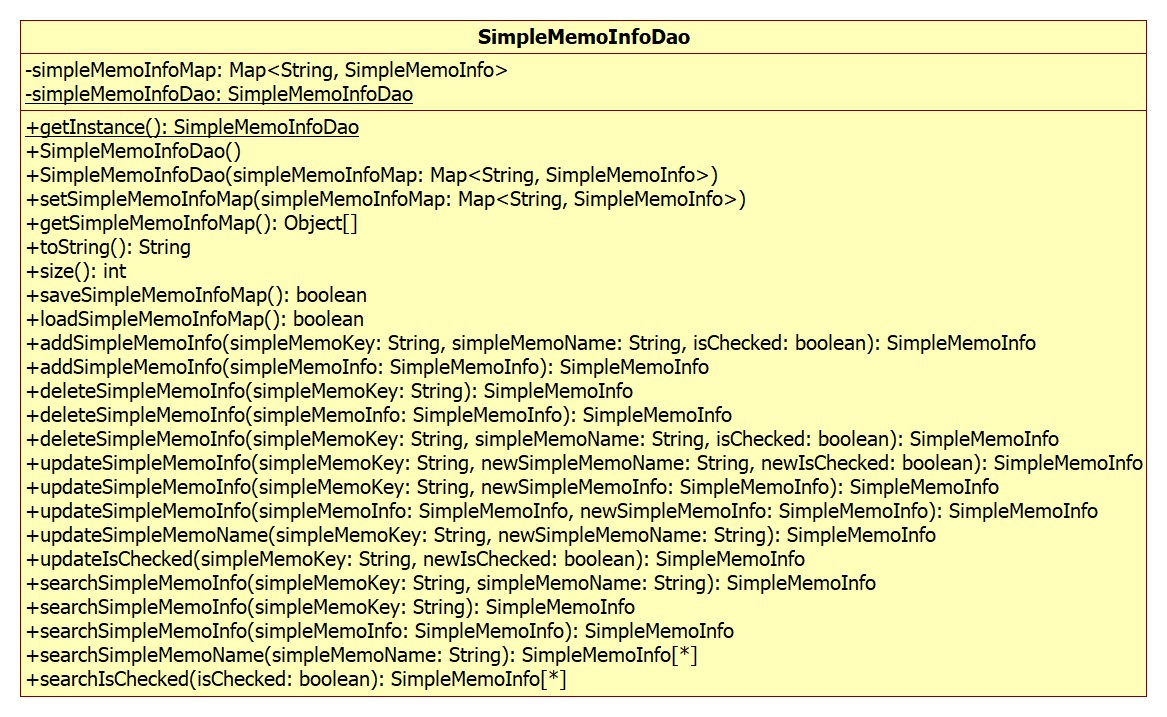 SimpleMemoInfoDao
-simpleMemoInfoMap: Map<String, SimpleMemoInfo>
-simpleMemoInfoDao: SimpleMemoInfoDao
+getInstance(): SimpleMemoInfoDao
+SimpleMemoInfoDao()
+SimpleMemoInfoDao(simpleMemoInfoMap: Map<String, SimpleMemoInfo>)
+setSimpleMemoInfoMap(simpleMemoInfoMap: Map<String, SimpleMemoInfo>)
+getSimpleMemoInfoMap(): Object[]
+toString(): String
+size(): int
+saveSimpleMemoInfoMap(): boolean
+loadSimpleMemoInfoMap(): boolean
+addSimpleMemoInfo(simpleMemoKey: String, simpleMemoName: String, isChecked: boolean): SimpleMemoInfo
+addSimpleMemoInfo(simpleMemoInfo: SimpleMemoInfo): SimpleMemoInfo
+deleteSimpleMemoInfo(simpleMemoKey: String): SimpleMemoInfo
+deleteSimpleMemoInfo(simpleMemoInfo: SimpleMemoInfo): SimpleMemoInfo
+deleteSimpleMemoInfo(simpleMemoKey: String, simpleMemoName: String, isChecked: boolean): SimpleMemoInfo
+updateSimpleMemoInfo(simpleMemoKey: String, newSimpleMemoName: String, newIsChecked: boolean): SimpleMemoInfo
+updateSimpleMemoInfo(simpleMemoKey: String, newSimpleMemoInfo: SimpleMemoInfo): SimpleMemoInfo
+updateSimpleMemoInfo(simpleMemoInfo: SimpleMemoInfo, newSimpleMemoInfo: SimpleMemoInfo): SimpleMemoInfo
+updateSimpleMemoName(simpleMemoKey: String, newSimpleMemoName: String): SimpleMemoInfo
+updateIsChecked(simpleMemoKey: String, newIsChecked: boolean): SimpleMemoInfo
+searchSimpleMemoInfo(simpleMemoKey: String, simpleMemoName: String): SimpleMemoInfo
+searchSimpleMemoInfo(simpleMemoKey: String): SimpleMemoInfo
+searchSimpleMemoInfo(simpleMemoInfo: SimpleMemoInfo): SimpleMemoInfo
+searchSimpleMemoName(simpleMemoName: String): SimpleMemoInfo[*]
+searchIsChecked(isChecked: boolean): SimpleMemoInfo[*]